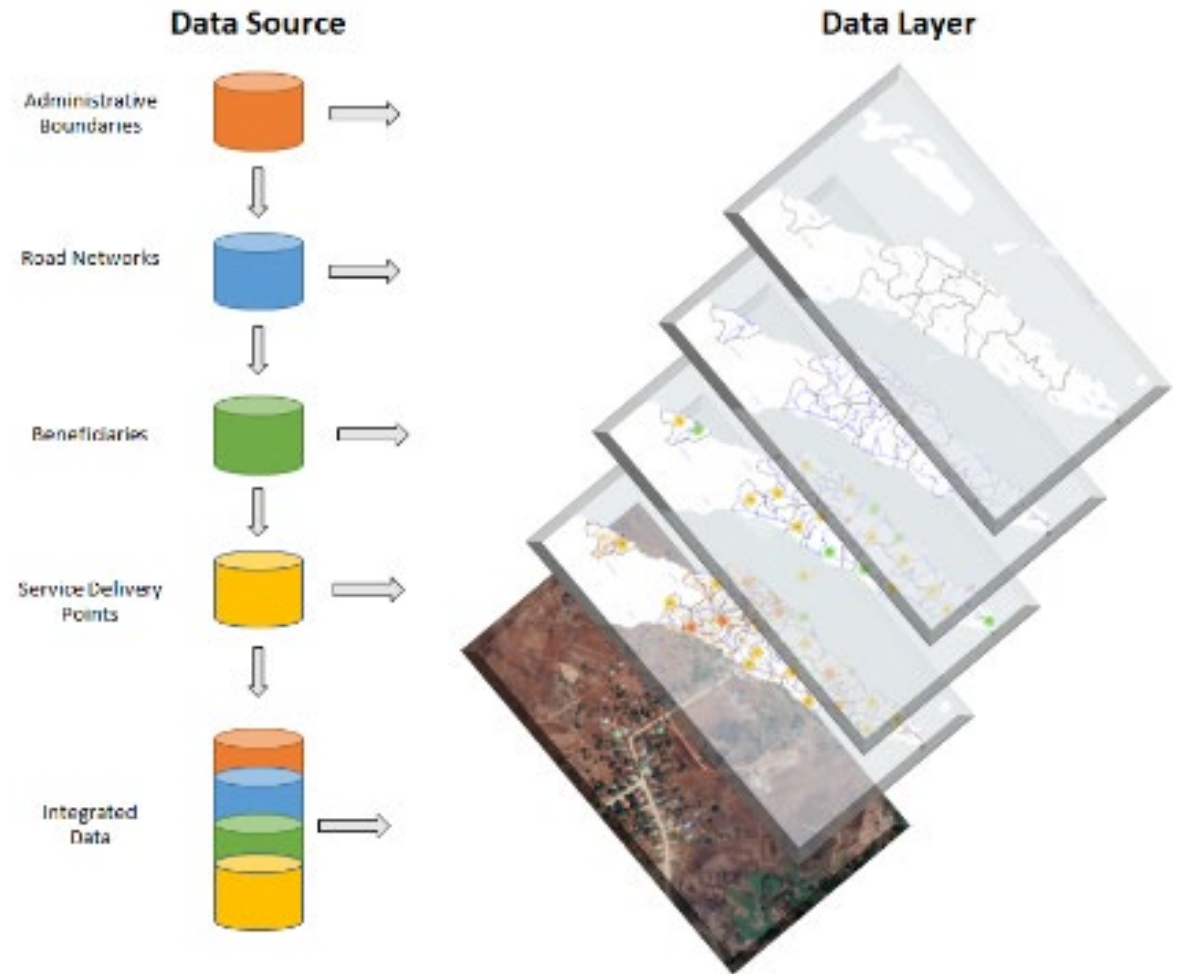 Data Source
Data Layer
Administrative
Boundaries
Road Networks
Beneficiaries
Service Delivery
Points
Integrated
Data